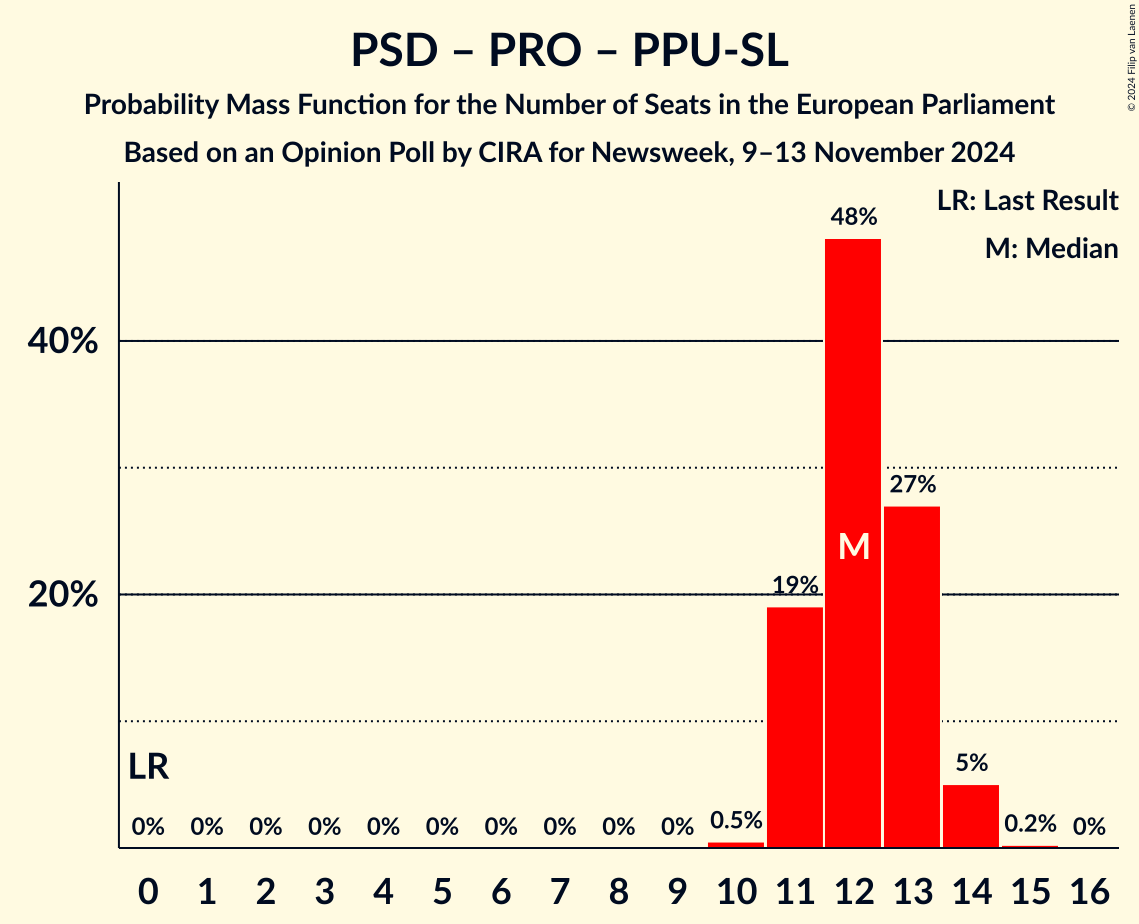 PSD – PRO – PPU-SL
Probability Mass Function for the Number of Seats in the European Parliament
Based on an Opinion Poll by CIRA for Newsweek, 9–13 November 2024
© 2024 Filip van Laenen
LR: Last Result
M: Median
40%
20%
48%
27%
19%
M
5%
LR
0% 0% 0% 0% 0% 0% 0% 0% 0% 0% 0.5% 0.2% 0%
0 1 2 3 4 5 6 7 8 9 10 11 12 13 14 15 16